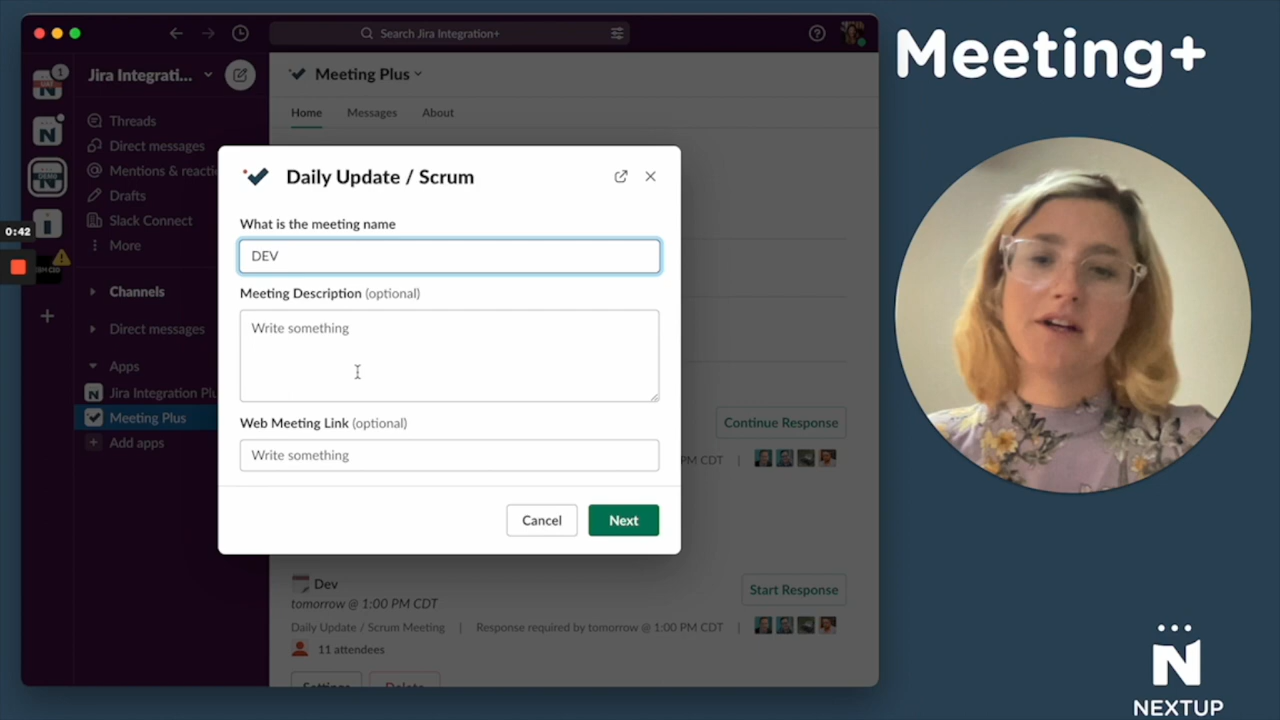 Search Jira Integration+
Meeting+
1
Jira Integrati...
Meeting Plus
Home
Messages
About
Threads
Direct messages
Mentions & reacti
Drafts
Slack Connect
More
Channels
Direct messages
Apps
Jira Integration Plu
Meeting Plus
Add apps
DEMO
0:42
Daily Update / Scrum
What is the meeting name
DEV
Meeting Description (optional)
Write something
Web Meeting Link (optional)
Write something
Cancel
Next
Continue Response
PM CDT |
Dev
Start Response
tomorrow @ 1:00 PM CDT
Daily Update / Scrum Meeting | Response required by tomorrow @ 1:00 PM CDT |
11 attendees
Settings
Delete
N
NEXTUP